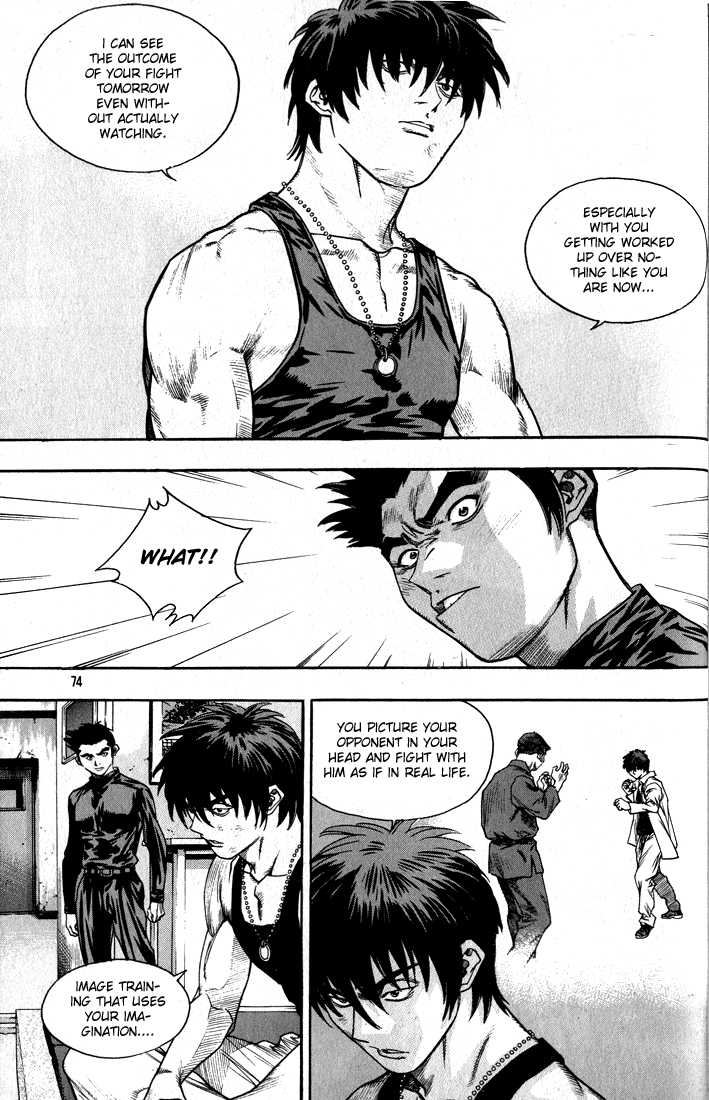 I CAN SEE
THE OUTCOME
OF YOUR FIGHT
TOMORROW
EVEN WITH-
OUT ACTUALLY
WATCHING.
ESPECIALLY
WITH YOU
GETTING WORKED
UP OVER NO-
THING LIKE YOU
ARE NOW...
WHAT!!
74
IMAGE TRAIN-
ING THAT USES
YOUR IMA-
GINATION....
YOU PICTURE YOUR
OPPONENT IN YOUR
HEAD AND FIGHT WITH
HIM AS IF IN REAL LIFE.